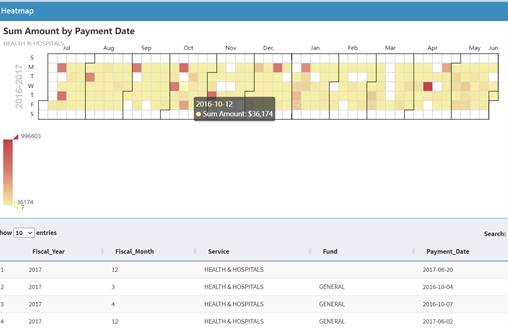 Heatmap
Sum Amount by Payment Date
HEALTH & HOSPITALS
Jul Aug Sep Oct Nov Dec Jan Feb Mar Apr May Jun
2016-2017
S
M
T
W
T
F
S
2016-10-12
Sum Amount: $36,174
996603
36174
7
how 10 entries
Search:
Fiscal_Year Fiscal_Month Service Fund Payment_Date
1 2017 12 HEALTH & HOSPITALS 2017-06-20
2 2017 3 HEALTH & HOSPITALS GENERAL 2016-10-04
3 2017 4 HEALTH & HOSPITALS GENERAL 2016-10-07
4 2017 12 HEALTH & HOSPITALS GENERAL 2017-06-02